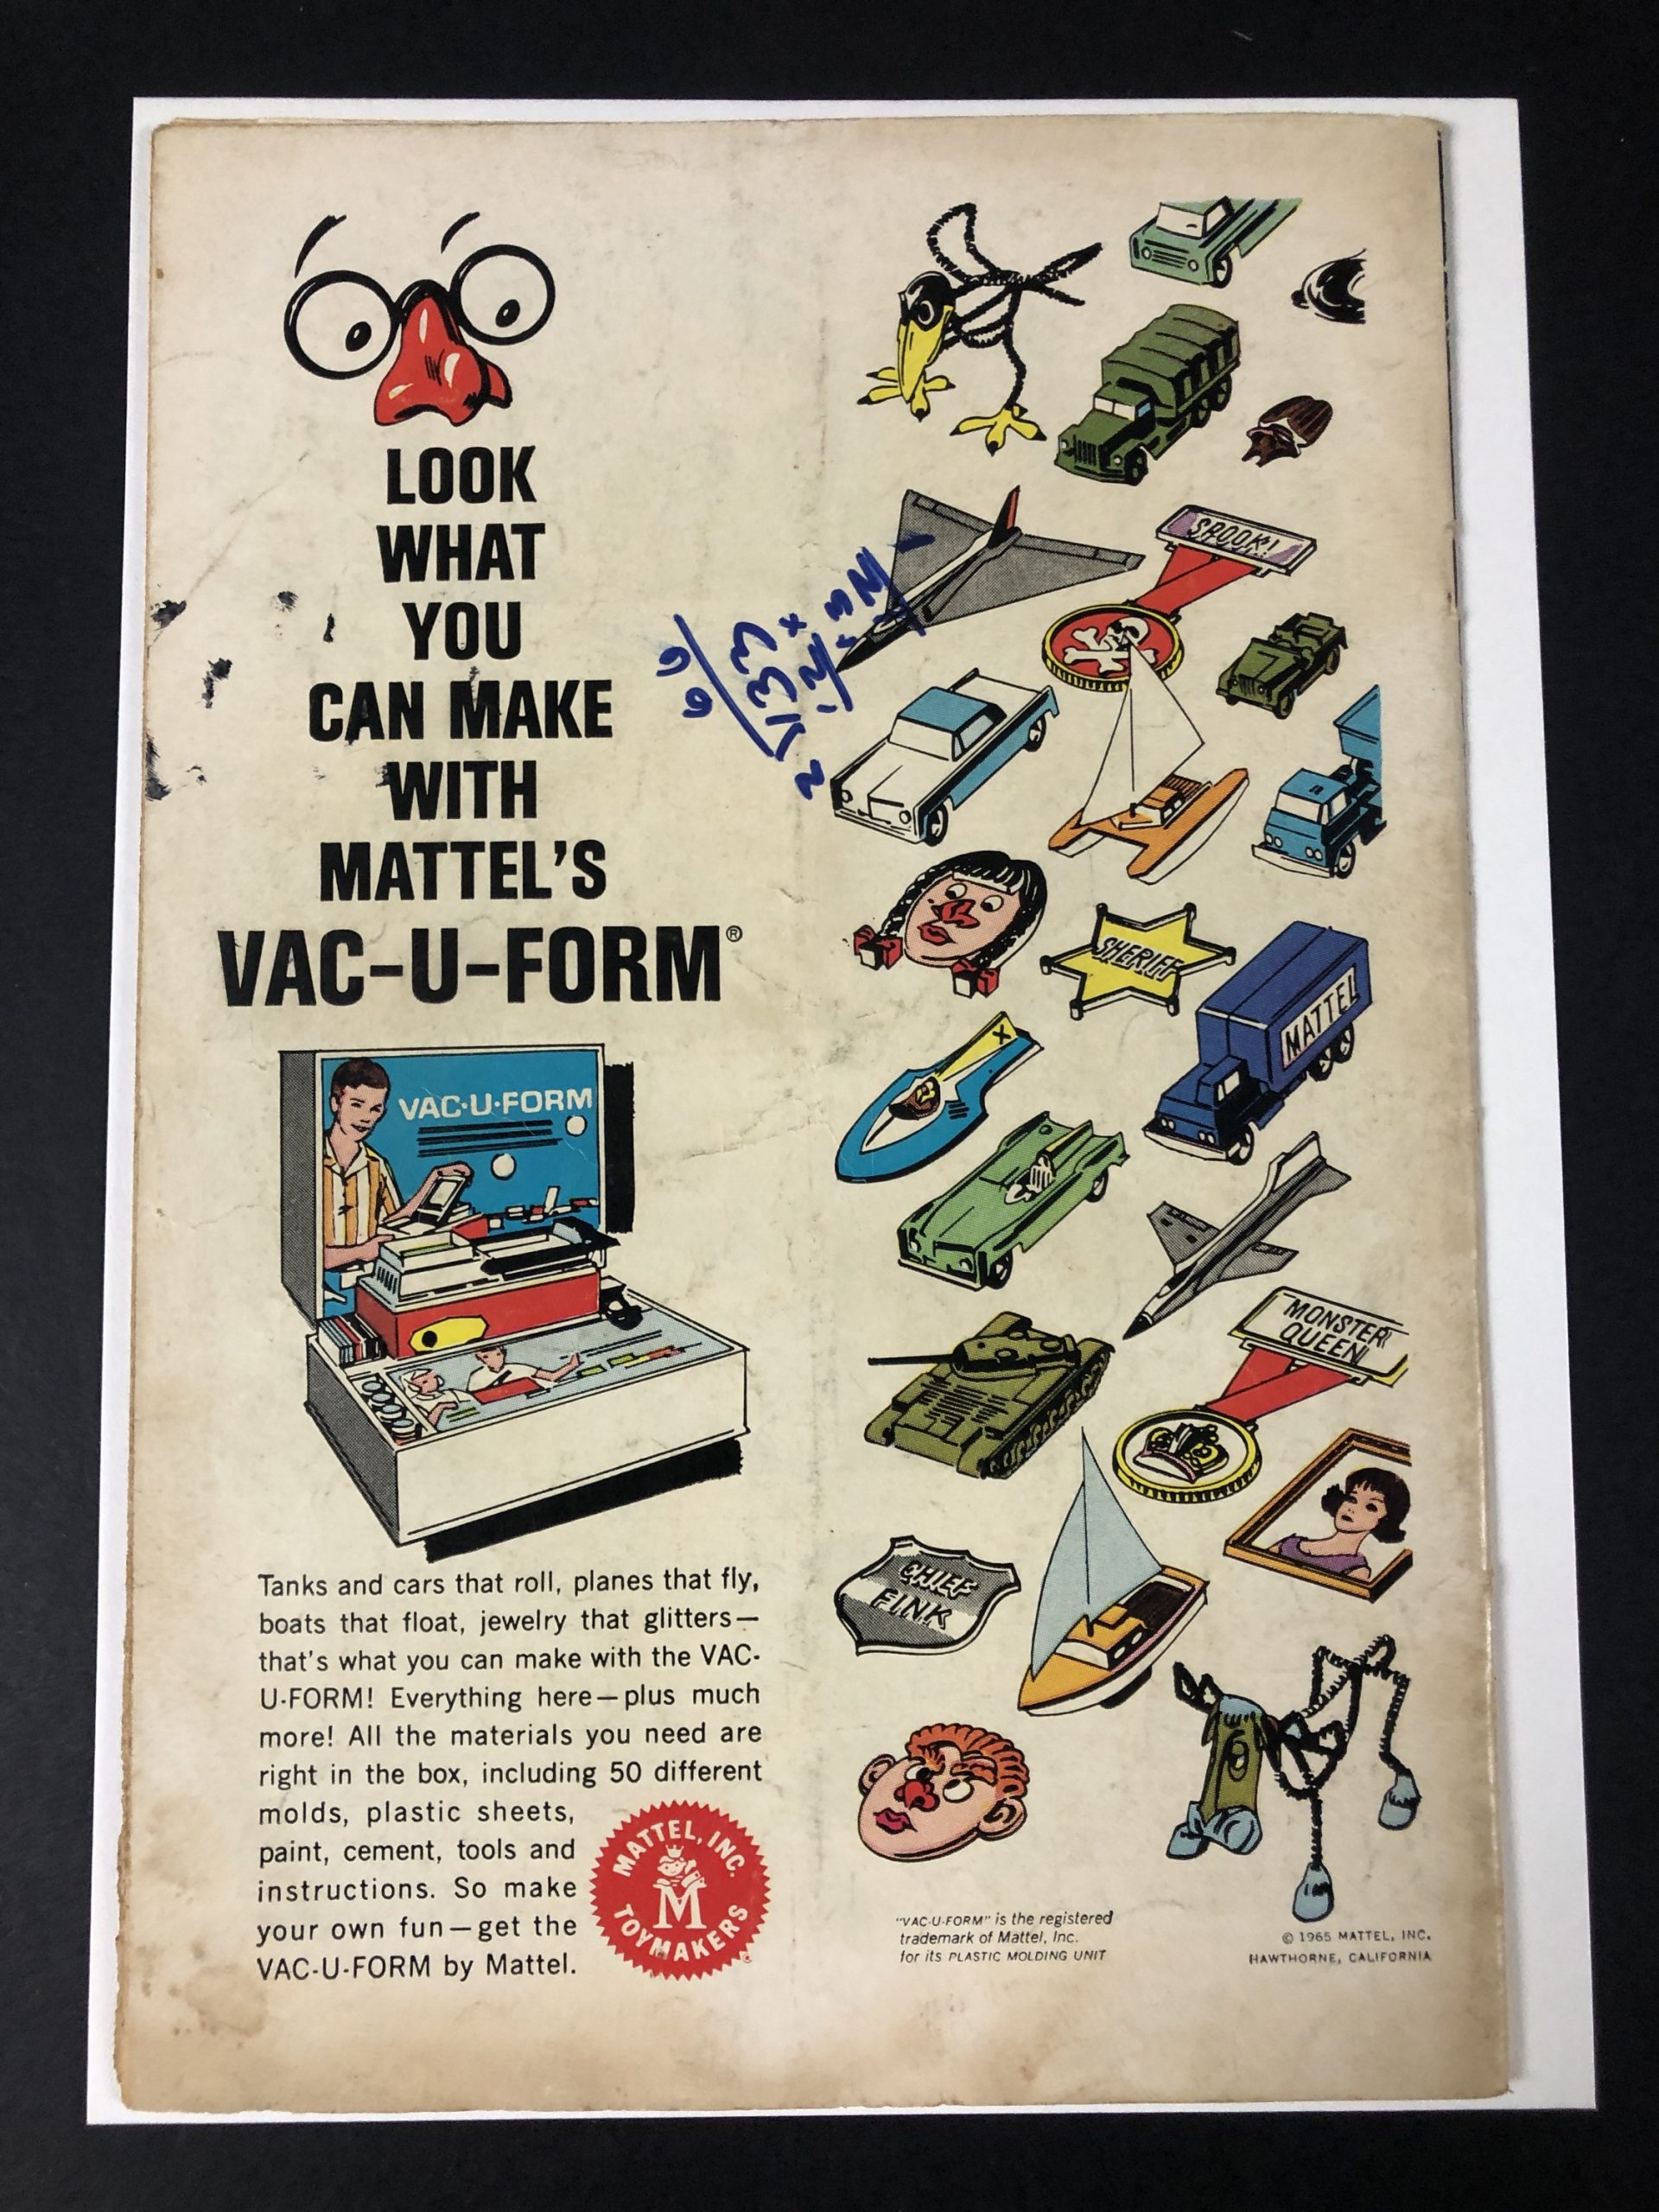 LOOK
WHAT
YOU
CAN MAKE
WITH
MATTEL'S
VAC-U-FORM®
VAC·U·FORM
Tanks and cars that roll, planes that fly,
boats that float, jewelry that glitters—
that's what you can make with the VAC-
U-FORM! Everything here—plus much
more! All the materials you need are
right in the box, including 50 different
molds, plastic sheets,
paint, cement, tools and
instructions. So make
your own fun—get the
VAC-U-FORM by Mattel.
MATTEL, INC.
M
TOYMAKERS
SPOOK!
SHERIFF
MATTEL
X
MONSTER
QUEEN
CHIEF
FINK
66
2 133
"VAC-U-FORM" is the registered
trademark of Mattel, Inc.
for its PLASTIC MOLDING UNIT
© 1965 MATTEL, INC.
HAWTHORNE, CALIFORNIA